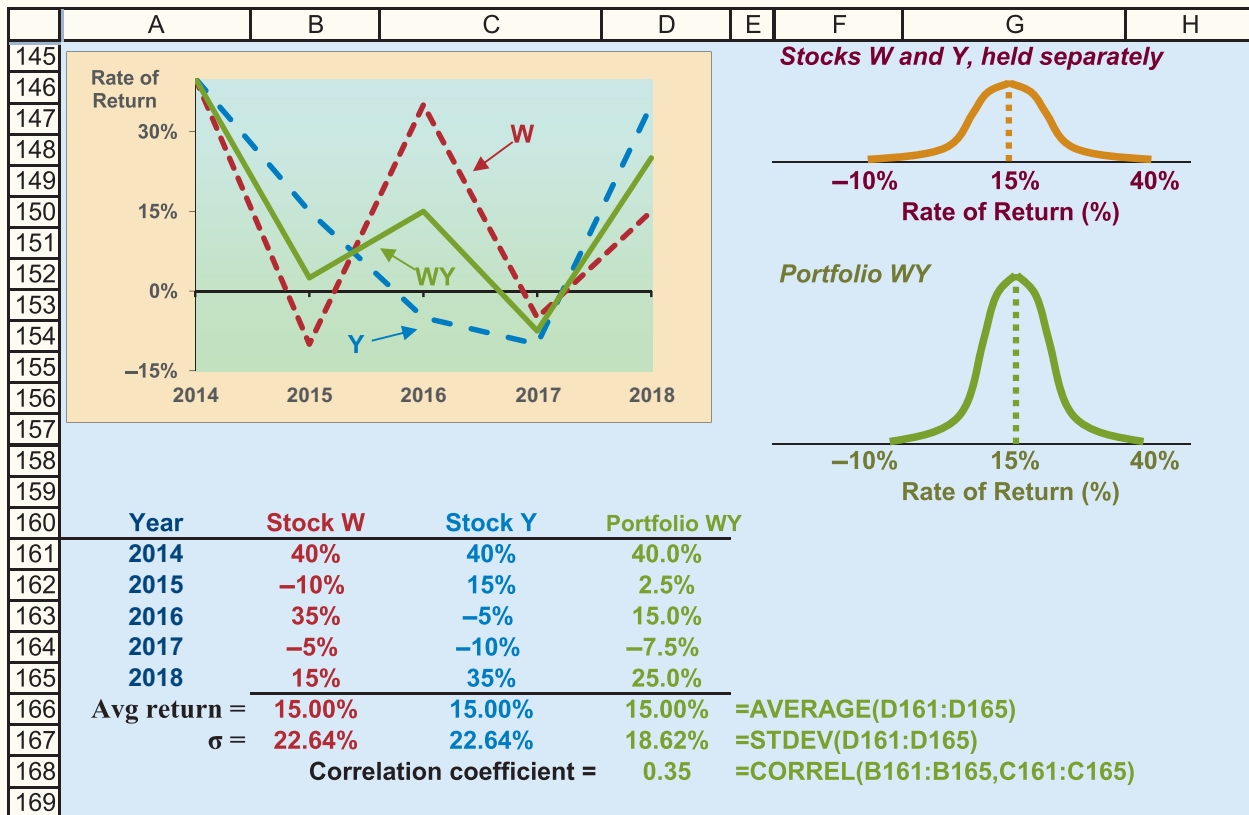 A B C D E F G H
145 Stocks W and Y, held separately
Rate of
Return
146
30%
W
147
148
149
–10% 15% 40%
15%
150
Rate of Return (%)
151
152
WY
Portfolio WY
0%
153
154
Y
155
–15%
156
2014 2015 2016 2017 2018
157
158
–10% 15% 40%
159
Rate of Return (%)
160 Year Stock W Stock Y Portfolio WY
161 2014 40% 40% 40.0%
162 2015 –10% 15% 2.5%
163 2016 35% –5% 15.0%
164 2017 –5% –10% –7.5%
165 2018 15% 35% 25.0%
166 Avg return = 15.00% 15.00% 15.00% =AVERAGE(D161:D165)
167 σ = 22.64% 22.64% 18.62% =STDEV(D161:D165)
168 Correlation coefficient = 0.35 =CORREL(B161:B165,C161:C165)
169